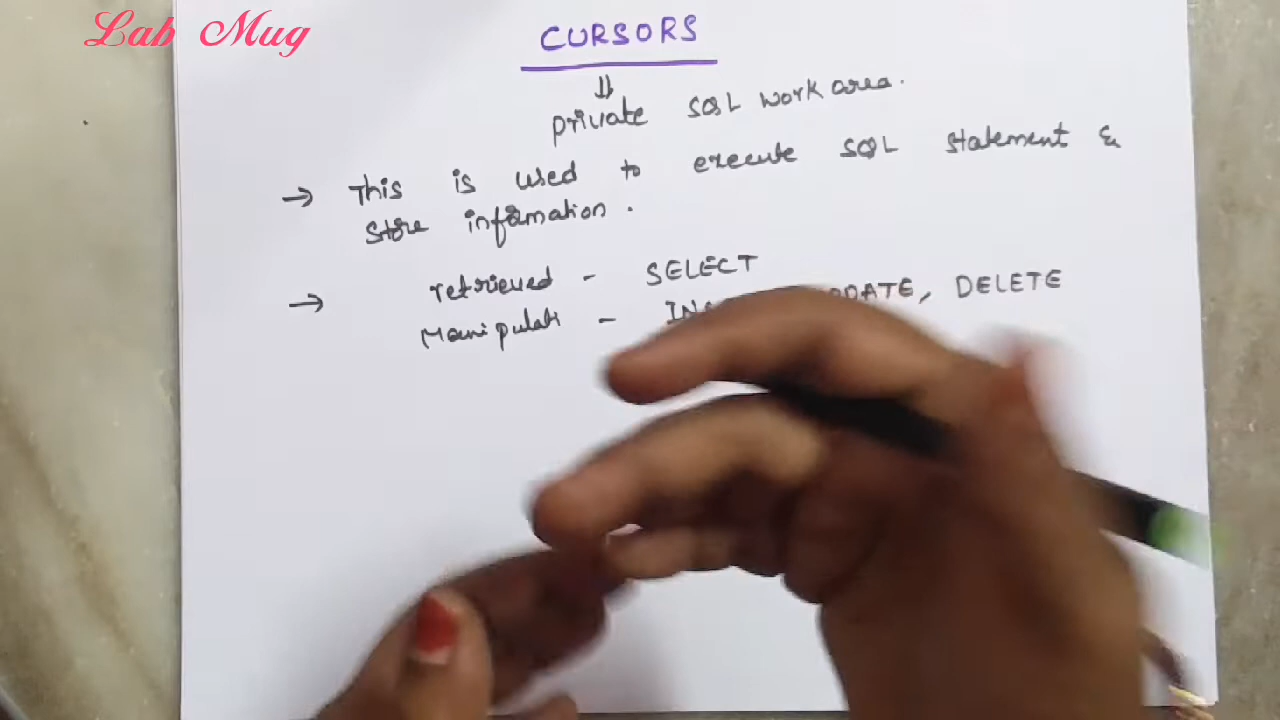 Lab Mug
CURSORS
⇓
private SQL work area.
→ This is used to execute SQL statement &
store information.
→ retrieved - SELECT
Manipulati - DATE, DELETE